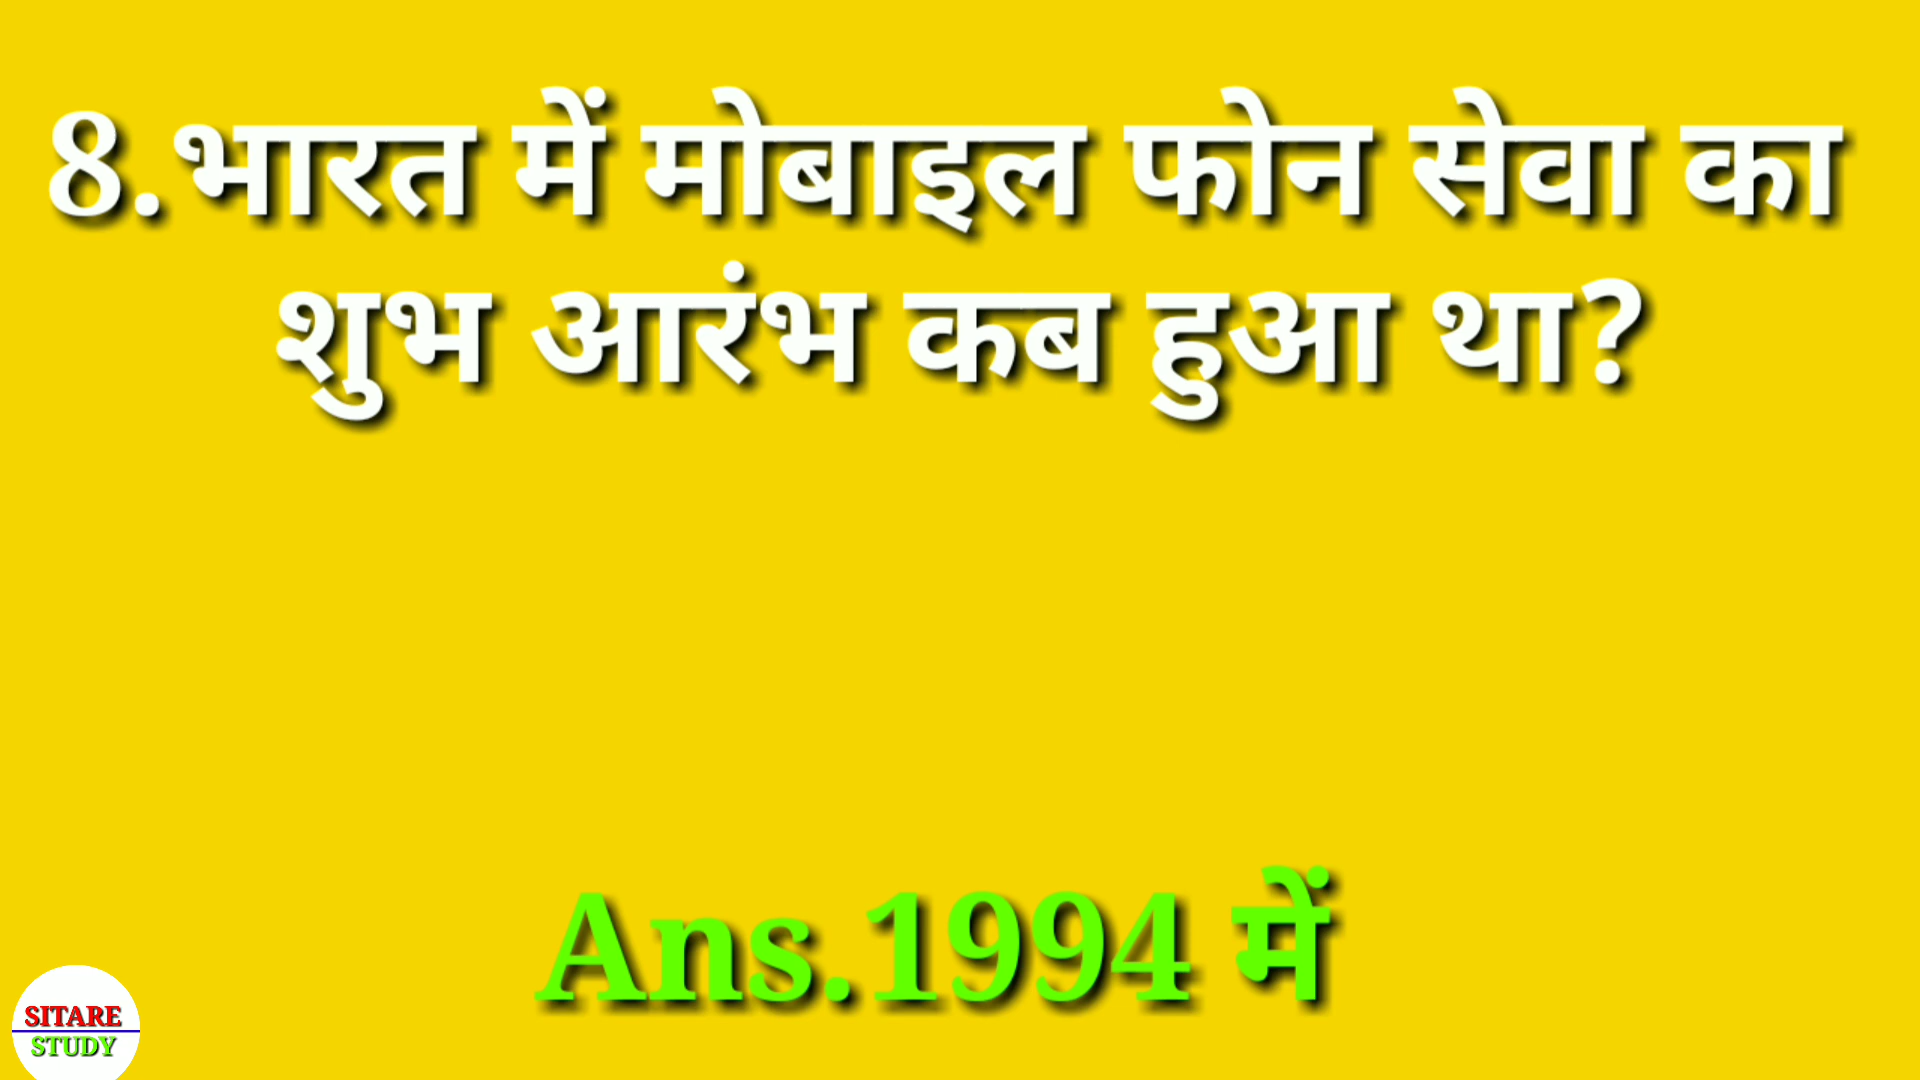 8.भारत में मोबाइल फोन सेवा का
शुभ आरंभ कब हुआ था?
Ans.1994 में
SITARE
STUDY